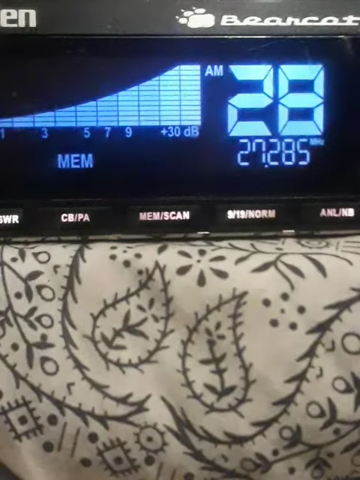 en Bearcat
AM 28
1 3 5 7 9 +30 dB
27.285 MHz
MEM
SWR CB/PA MEM/SCAN 9/19/NORM ANL/NB